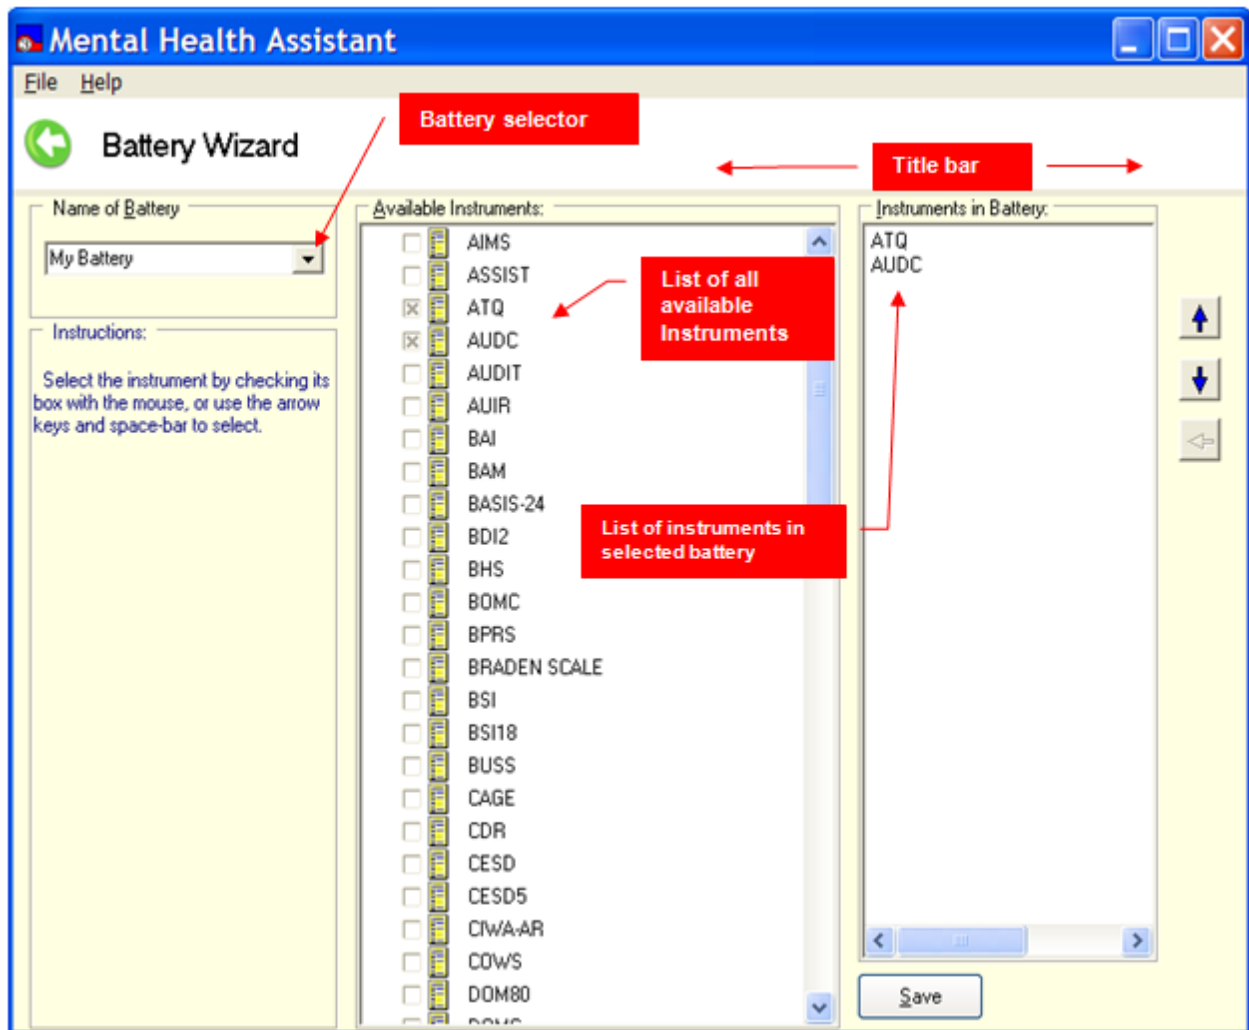 Mental Health Assistant
File Help
Battery Wizard
Battery selector
Title bar
Name of Battery
My Battery
Instructions:
Select the instrument by checking its
box with the mouse, or use the arrow
keys and space-bar to select.
Available Instruments:
AIMS
ASSIST
ATQ
AUDC
AUDIT
AUIR
BAI
BAM
BASIS-24
BDI2
BHS
BOMC
BPRS
BRADEN SCALE
BSI
BSI18
BUSS
CAGE
CDR
CESD
CESD5
CIWA-AR
COWS
DOM80
List of all
available
Instruments
List of instruments in
selected battery
Instruments in Battery:
ATQ
AUDC
Save